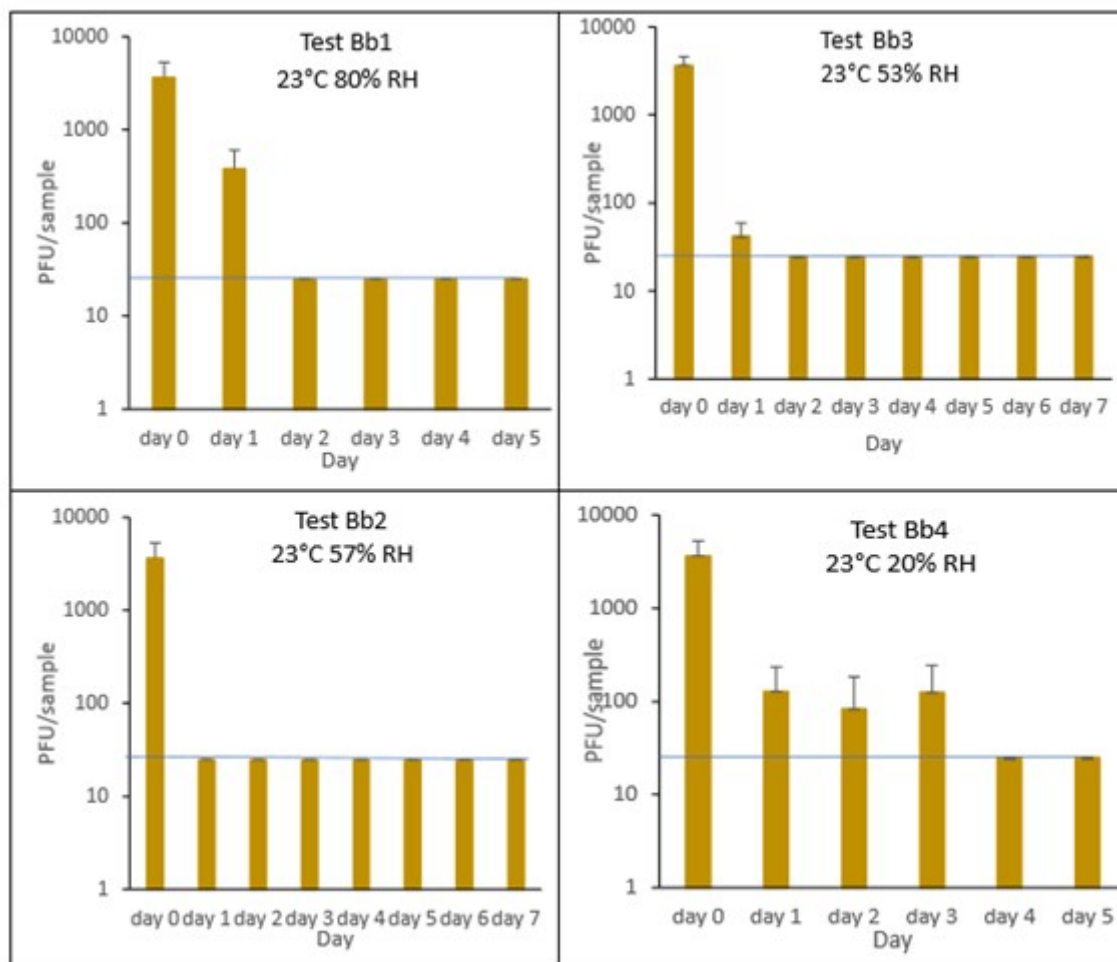 Test Bb1
23°C 80% RH
PFU/sample
10000
1000
100
10
1
day 0 day 1 day 2 day 3 day 4 day 5
Day
Test Bb3
23°C 53% RH
PFU/sample
10000
1000
100
10
1
day 0 day 1 day 2 day 3 day 4 day 5 day 6 day 7
Day
Test Bb2
23°C 57% RH
PFU/sample
10000
1000
100
10
1
day 0 day 1 day 2 day 3 day 4 day 5 day 6 day 7
Day
Test Bb4
23°C 20% RH
PFU/sample
10000
1000
100
10
1
day 0 day 1 day 2 day 3 day 4 day 5
Day